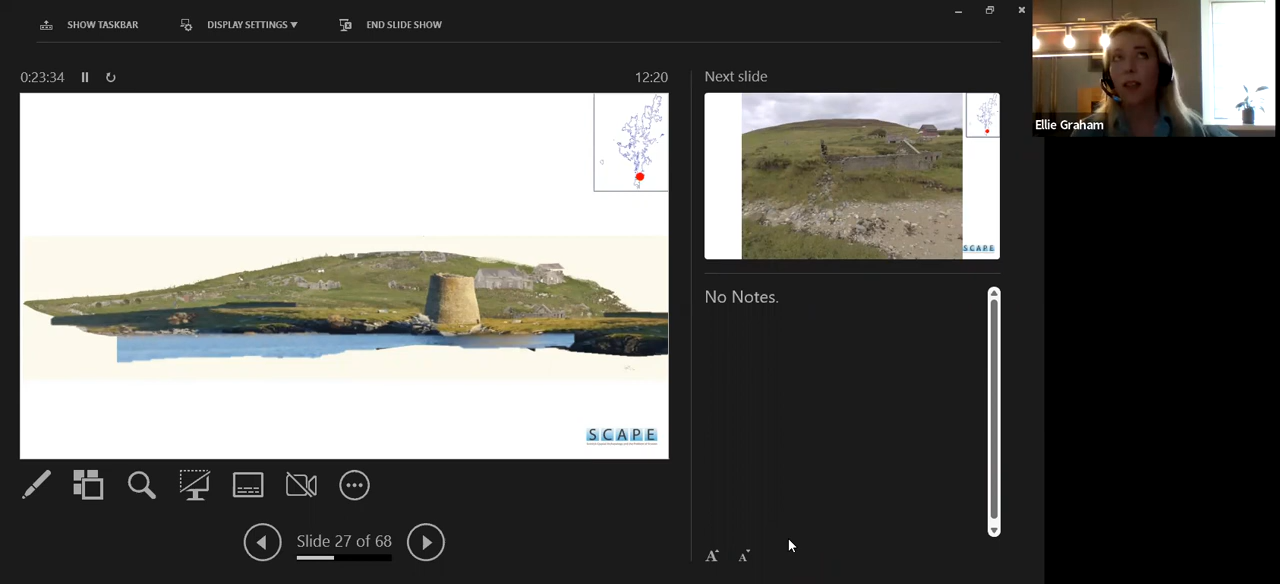 SHOW TASKBAR
DISPLAY SETTINGS ▼
END SLIDE SHOW
0:23:34
12:20
Next slide
Ellie Graham
SCAPE
No Notes.
SCAPE
Slide 27 of 68
A A